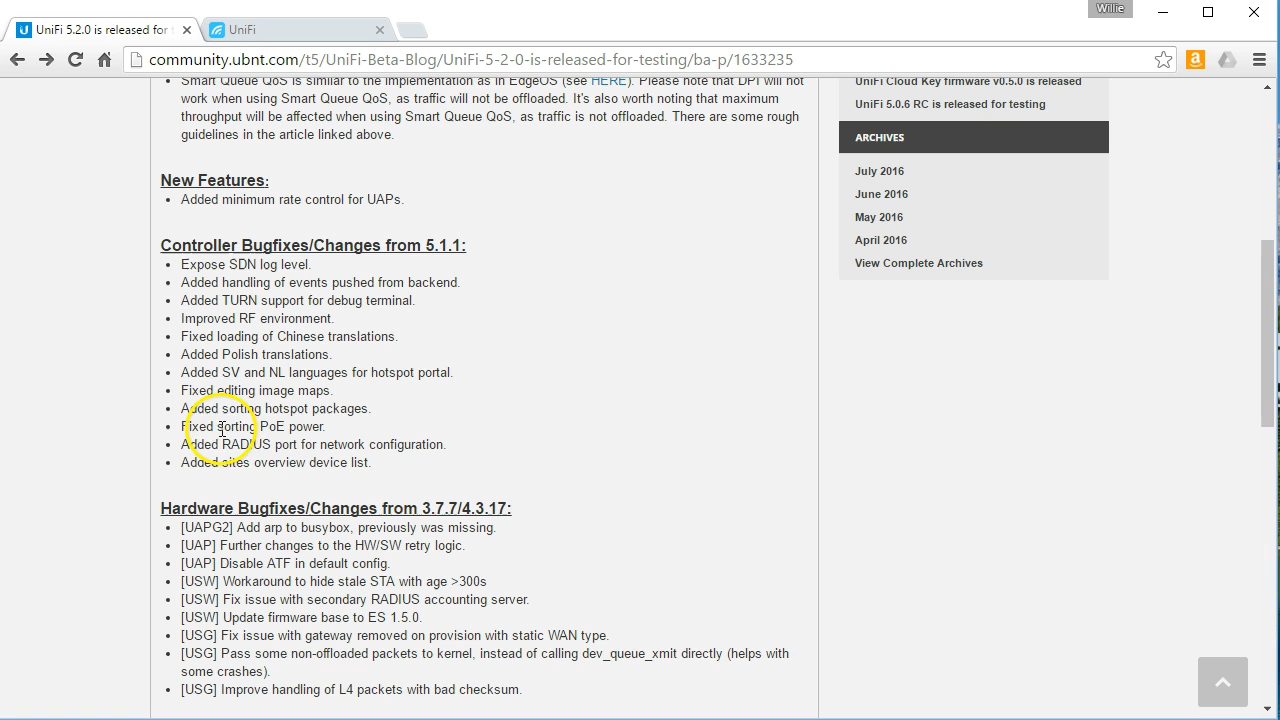 Willie
UniFi 5.2.0 is released for
UniFi
community.ubnt.com/t5/UniFi-Beta-Blog/UniFi-5-2-0-is-released-for-testing/ba-p/1633235
Smart Queue QoS is similar to the implementation as in EdgeOS (see HERE). Please note that DPI will not
work when using Smart Queue QoS, as traffic will not be offloaded. It's also worth noting that maximum
throughput will be affected when using Smart Queue QoS, as traffic is not offloaded. There are some rough
guidelines in the article linked above.
New Features:
Added minimum rate control for UAPs.
Controller Bugfixes/Changes from 5.1.1:
Expose SDN log level.
Added handling of events pushed from backend.
Added TURN support for debug terminal.
Improved RF environment.
Fixed loading of Chinese translations.
Added Polish translations.
Added SV and NL languages for hotspot portal.
Fixed editing image maps.
Added sorting hotspot packages.
Fixed sorting PoE power.
Added RADIUS port for network configuration.
Added sites overview device list.
Hardware Bugfixes/Changes from 3.7.7/4.3.17:
[UAPG2] Add arp to busybox, previously was missing.
[UAP] Further changes to the HW/SW retry logic.
[UAP] Disable ATF in default config.
[USW] Workaround to hide stale STA with age >300s
[USW] Fix issue with secondary RADIUS accounting server.
[USW] Update firmware base to ES 1.5.0.
[USG] Fix issue with gateway removed on provision with static WAN type.
[USG] Pass some non-offloaded packets to kernel, instead of calling dev_queue_xmit directly (helps with
some crashes).
[USG] Improve handling of L4 packets with bad checksum.
UniFi Cloud Key firmware v0.5.0 is released
UniFi 5.0.6 RC is released for testing
ARCHIVES
July 2016
June 2016
May 2016
April 2016
View Complete Archives